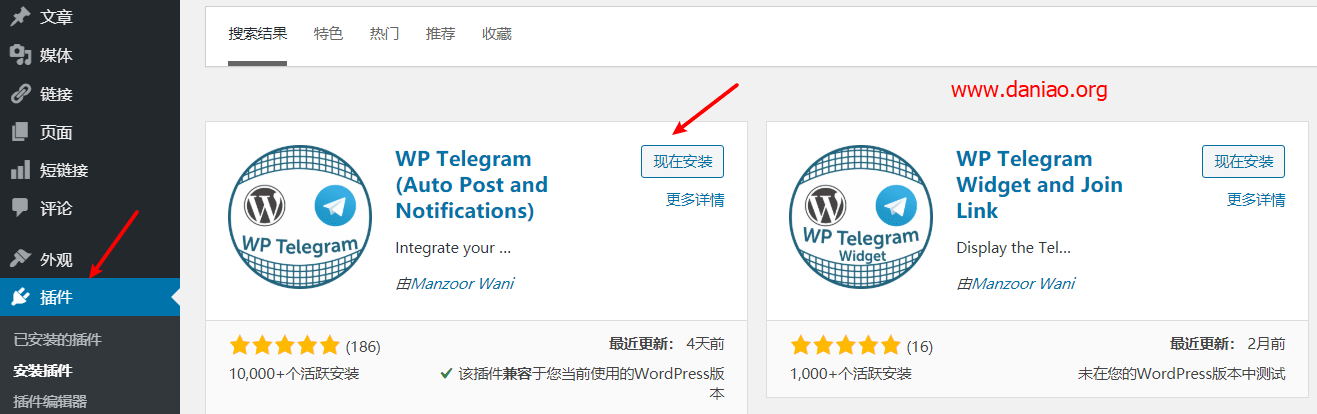 文章
媒体
链接
页面
短链接
评论
外观
插件
已安装的插件
安装插件
插件编辑器
搜索结果 特色 热门 推荐 收藏
www.daniao.org
WP Telegram
WP Telegram
(Auto Post and
Notifications)
现在安装
更多详情
Integrate your ...
由Manzoor Wani
(186)
最近更新： 4天前
10,000+个活跃安装
该插件兼容于您当前使用的WordPress版
本
WP Telegram
Widget
WP Telegram
Widget and Join
Link
现在安装
更多详情
Display the Tel...
由Manzoor Wani
(16)
最近更新： 2月前
1,000+个活跃安装
未在您的WordPress版本中测试